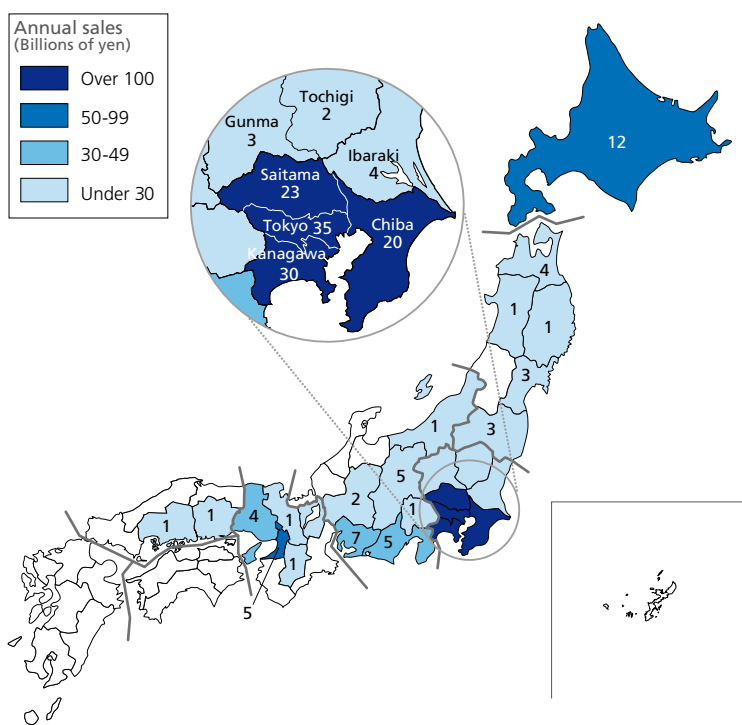 Annual sales
(Billions of yen)
Over 100
50-99
30-49
Under 30
Tochigi
2
Gunma
3
Ibaraki
4
Saitama
23
Tokyo 35
Chiba
20
Kanagawa
30
12
4
1
1
3
3
1
5
2
1
7
5
4
1
1
1
1
5